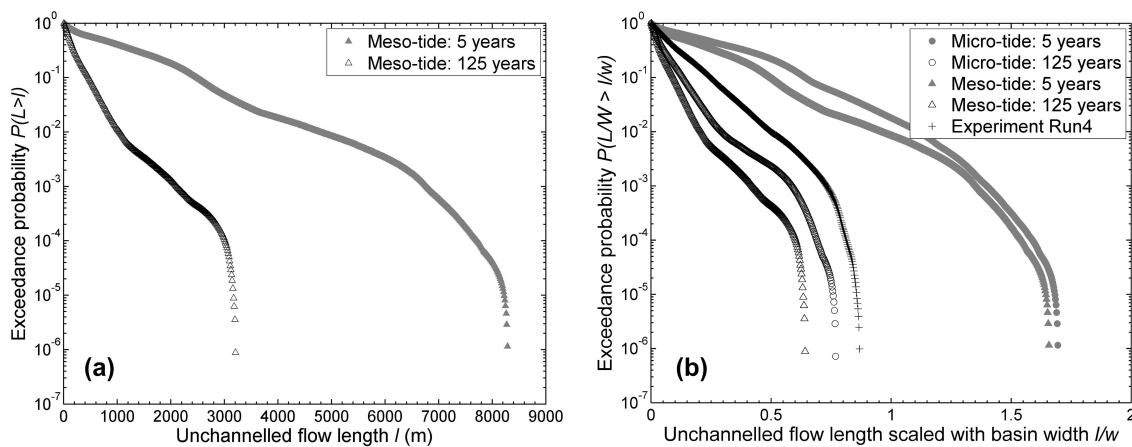 Exceedance probability P(L>l)
10^0
10^-1
10^-2
10^-3
10^-4
10^-5
10^-6
10^-7
Meso-tide: 5 years
Meso-tide: 125 years
(a)
0 1000 2000 3000 4000 5000 6000 7000 8000 9000
Unchannelled flow length l (m)
Exceedance probability P(L/W > l/w)
10^0
10^-1
10^-2
10^-3
10^-4
10^-5
10^-6
10^-7
Micro-tide: 5 years
Micro-tide: 125 years
Meso-tide: 5 years
Meso-tide: 125 years
Experiment Run4
(b)
0 0.5 1 1.5 2
Unchannelled flow length scaled with basin width l/w